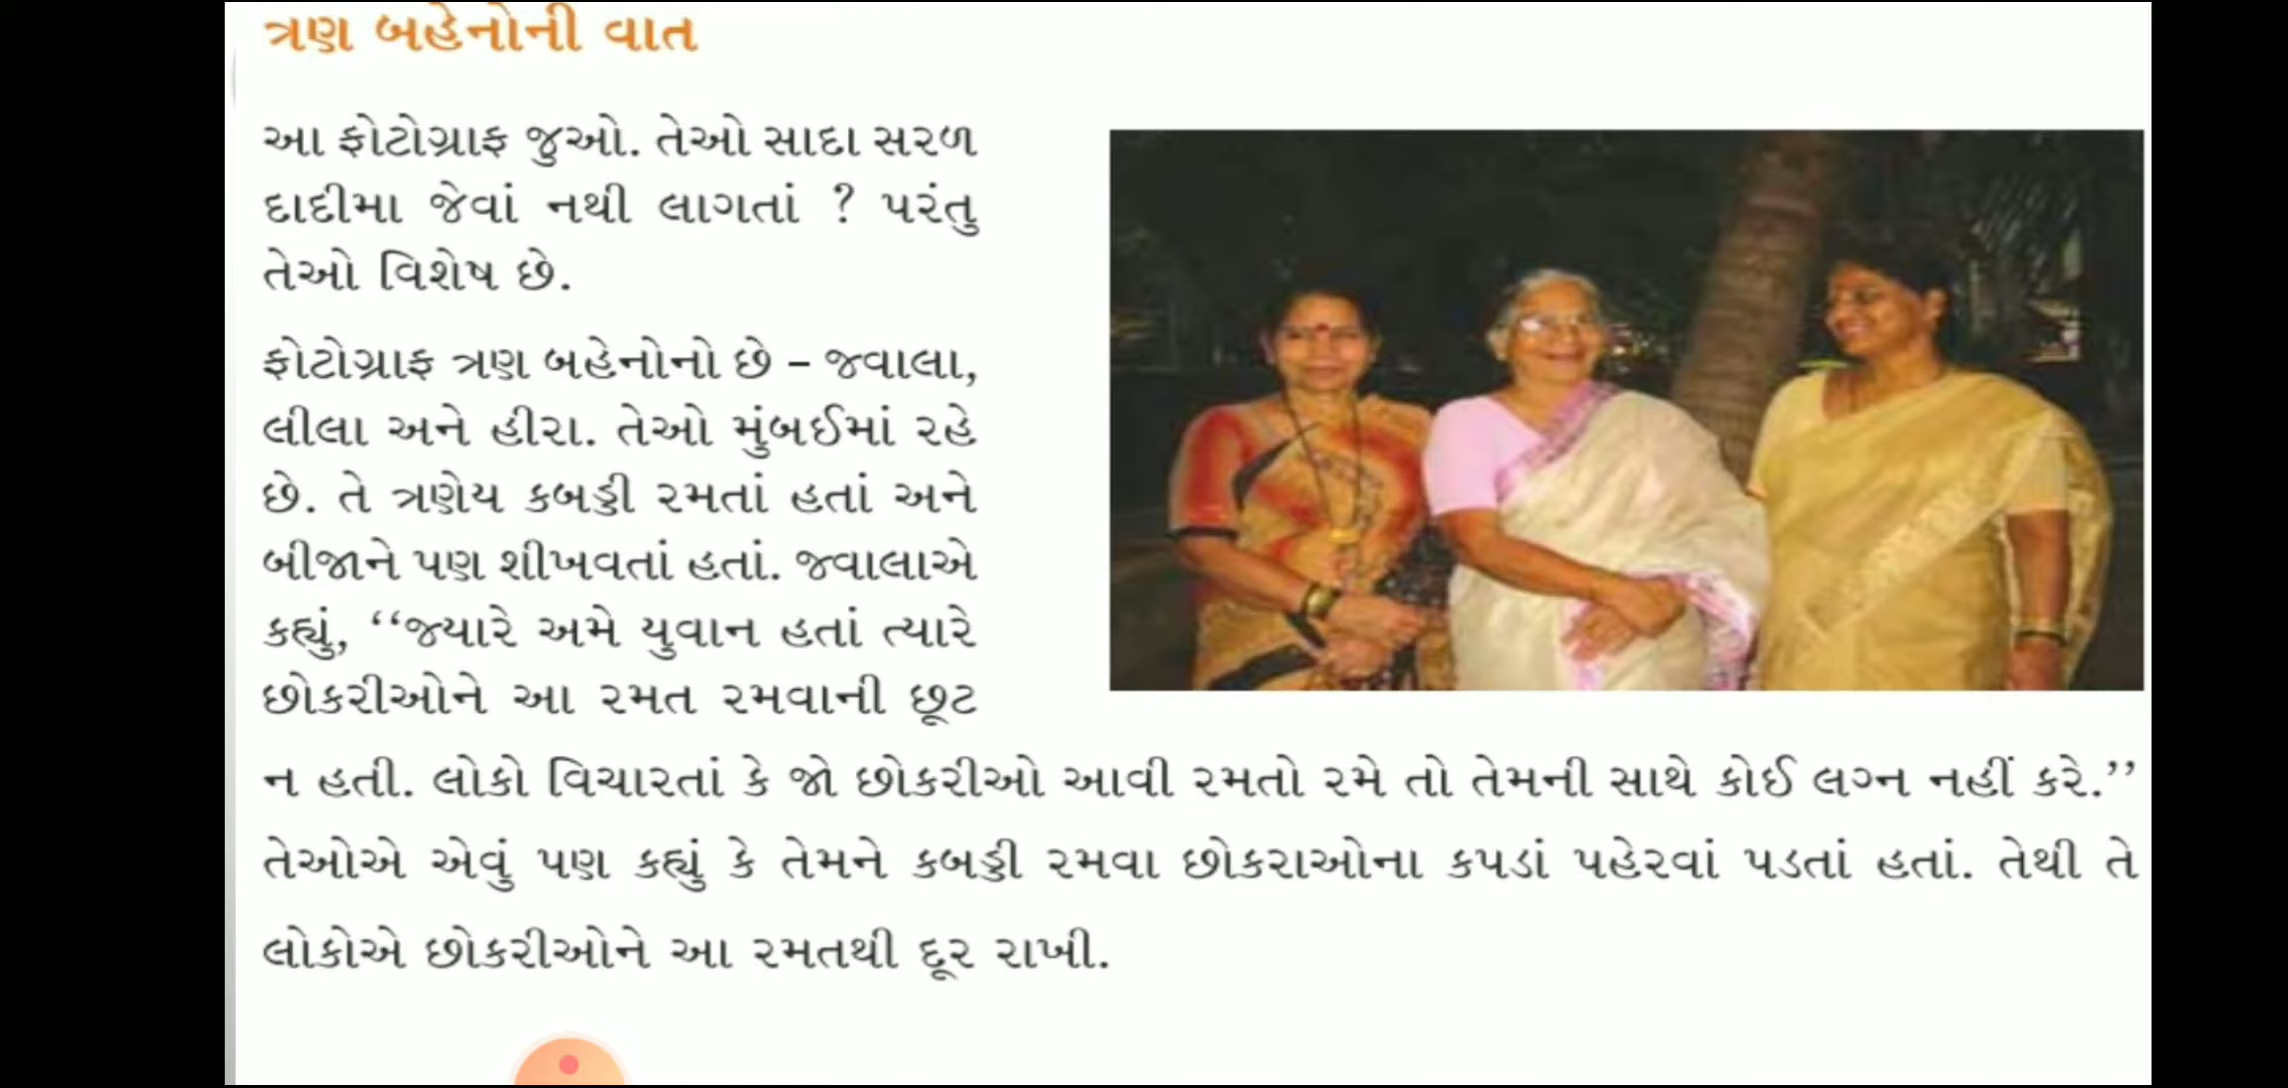 ત્રણ બહેનોની વાત
આ ફોટોગ્રાફ જુઓ. તેઓ સાદા સરળ
દાદીમા જેવાં નથી લાગતાં ? પરંતુ
તેઓ વિશેષ છે.
ફોટોગ્રાફ ત્રણ બહેનોનો છે – જ્વાલા,
લીલા અને હીરા. તેઓ મુંબઈમાં રહે
છે. તે ત્રણેય કબડ્ડી રમતાં હતાં અને
બીજાને પણ શીખવતાં હતાં. જ્વાલાએ
કહ્યું, ‘‘જ્યારે અમે યુવાન હતાં ત્યારે
છોકરીઓને આ રમત રમવાની છૂટ
ન હતી. લોકો વિચારતાં કે જો છોકરીઓ આવી રમતો રમે તો તેમની સાથે કોઈ લગ્ન નહીં કરે.’’
તેઓએ એવું પણ કહ્યું કે તેમને કબડ્ડી રમવા છોકરાઓના કપડાં પહેરવાં પડતાં હતાં. તેથી તે
લોકોએ છોકરીઓને આ રમતથી દૂર રાખી.